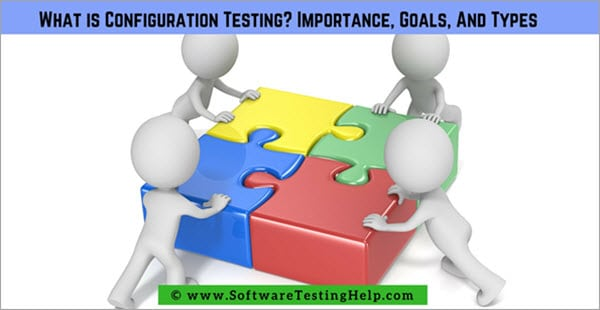 What is Configuration Testing? Importance, Goals, And Types
© www.SoftwareTestingHelp.com